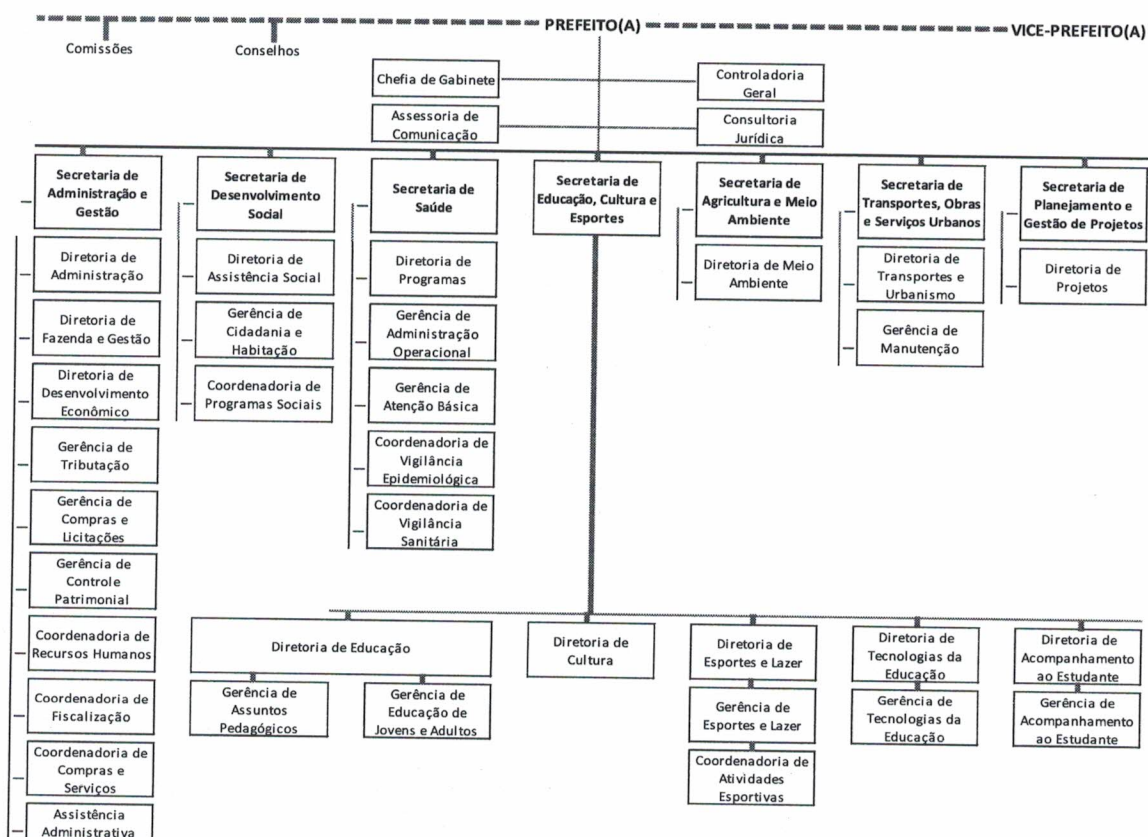 PREFEITO(A)
VICE-PREFEITO(A)
Comissões
Conselhos
Chefia de Gabinete
Controladoria
Geral
Assessoria de
Comunicação
Consultoria
Jurídica
Secretaria de
Administração e
Gestão
Secretaria de
Desenvolvimento
Social
Secretaria de
Saúde
Secretaria de
Educação, Cultura e
Esportes
Secretaria de
Agricultura e Meio
Ambiente
Secretaria de
Transportes, Obras
e Serviços Urbanos
Secretaria de
Planejamento e
Gestão de Projetos
Diretoria de
Administração
Diretoria de
Fazenda e Gestão
Diretoria de
Desenvolvimento
Econômico
Gerência de
Tributação
Gerência de
Compras e
Licitações
Gerência de
Controle
Patrimonial
Coordenadoria de
Recursos Humanos
Coordenadoria de
Fiscalização
Coordenadoria de
Compras e
Serviços
Assistência
Administrativa
Diretoria de
Assistência Social
Gerência de
Cidadania e
Habitação
Coordenadoria de
Programas Sociais
Diretoria de
Programas
Gerência de
Administração
Operacional
Gerência de
Atenção Básica
Coordenadoria de
Vigilância
Epidemiológica
Coordenadoria de
Vigilância
Sanitária
Diretoria de Meio
Ambiente
Diretoria de
Transportes e
Urbanismo
Gerência de
Manutenção
Diretoria de
Projetos
Diretoria de Educação
Gerência de
Assuntos
Pedagógicos
Gerência de
Educação de
Jovens e Adultos
Diretoria de
Cultura
Diretoria de
Esportes e Lazer
Gerência de
Esportes e Lazer
Coordenadoria de
Atividades
Esportivas
Diretoria de
Tecnologias da
Educação
Gerência de
Tecnologias da
Educação
Diretoria de
Acompanhamento
ao Estudante
Gerência de
Acompanhamento
ao Estudante